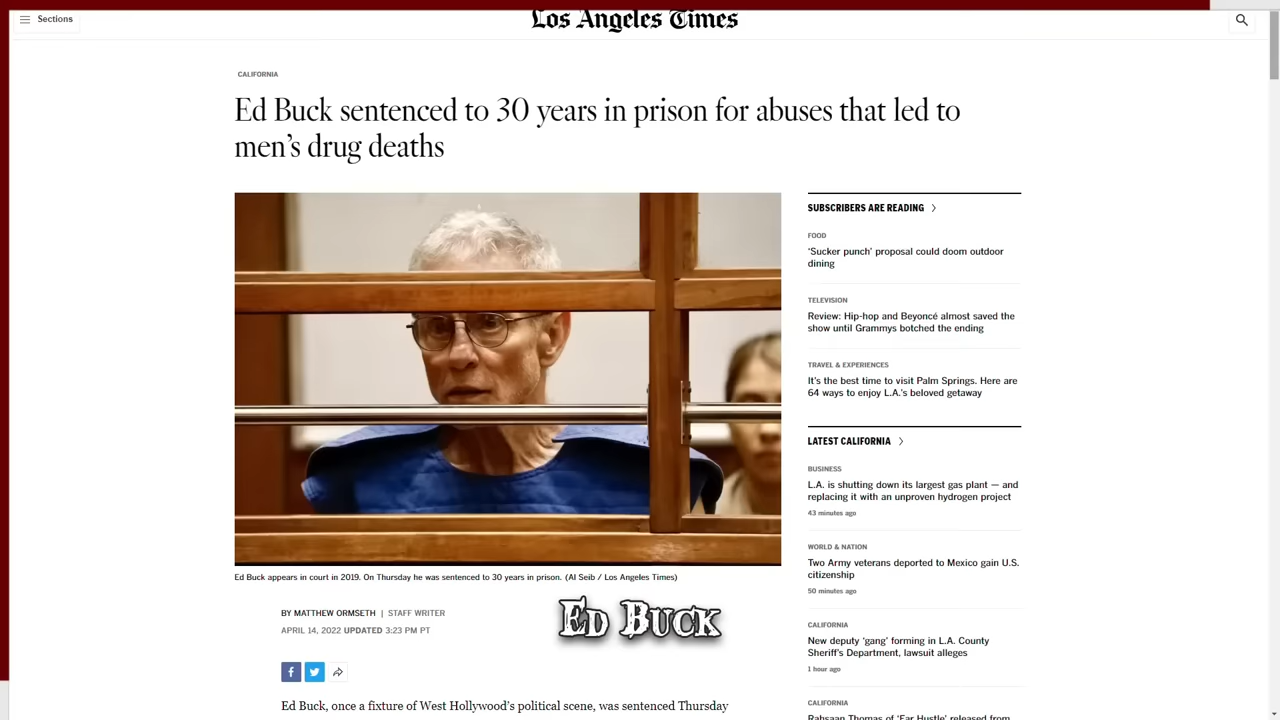 Sections
Los Angeles Times
CALIFORNIA
Ed Buck sentenced to 30 years in prison for abuses that led to
men's drug deaths
Ed Buck appears in court in 2019. On Thursday he was sentenced to 30 years in prison. (Al Seib / Los Angeles Times)
BY MATTHEW ORMSETH | STAFF WRITER
APRIL 14, 2022 UPDATED 3:23 PM PT
ED BUCK
f
Ed Buck, once a fixture of West Hollywood's political scene, was sentenced Thursday
SUBSCRIBERS ARE READING >
FOOD
‘Sucker punch’ proposal could doom outdoor
dining
TELEVISION
Review: Hip-hop and Beyoncé almost saved the
show until Grammys botched the ending
TRAVEL & EXPERIENCES
It's the best time to visit Palm Springs. Here are
64 ways to enjoy L.A.'s beloved getaway
LATEST CALIFORNIA >
BUSINESS
L.A. is shutting down its largest gas plant — and
replacing it with an unproven hydrogen project
43 minutes ago
WORLD & NATION
Two Army veterans deported to Mexico gain U.S.
citizenship
50 minutes ago
CALIFORNIA
New deputy ‘gang’ forming in L.A. County
Sheriff's Department, lawsuit alleges
1 hour ago
CALIFORNIA
Rahsaan Thomas of ‘Ear Hustle’ released from